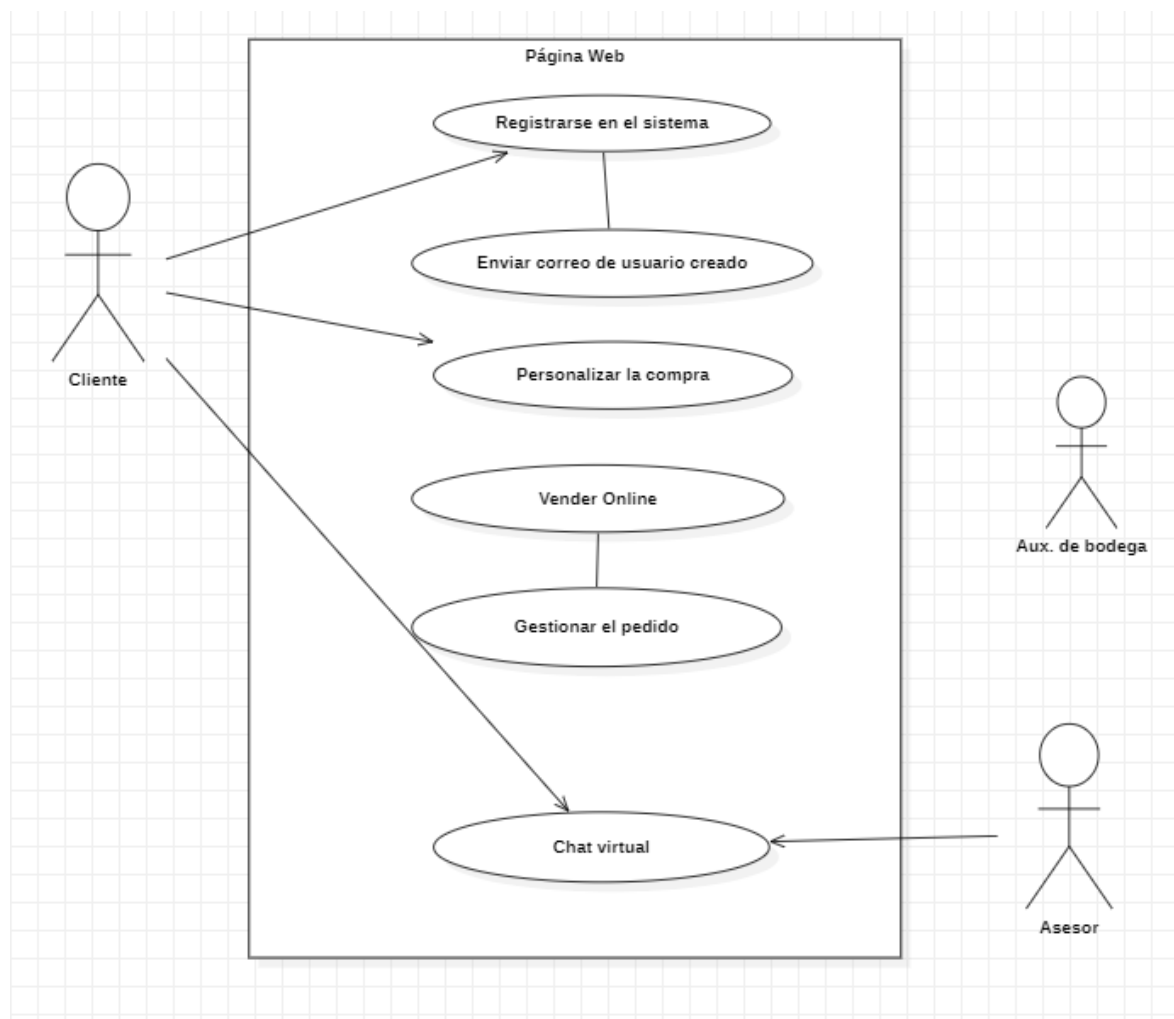 Página Web
Registrarse en el sistema
Enviar correo de usuario creado
Cliente
Personalizar la compra
Vender Online
Aux. de bodega
Gestionar el pedido
Chat virtual
Asesor